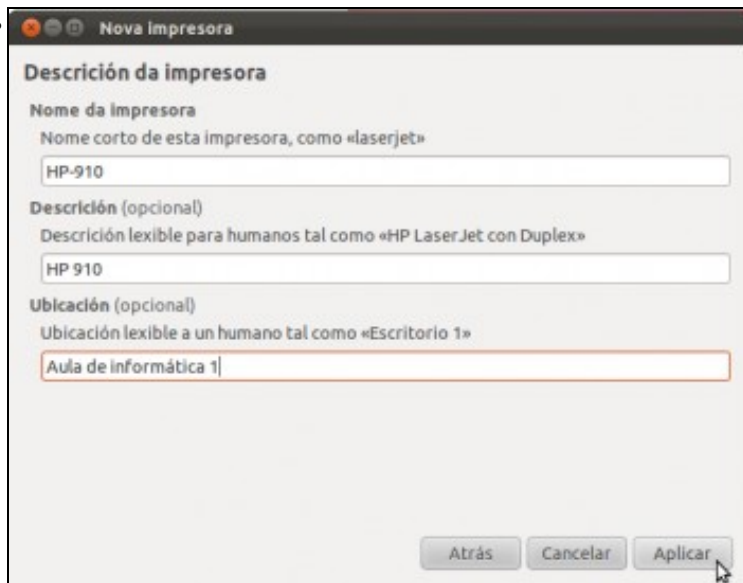 Nova impresora
Descrición da impresora
Nome da impresora
Nome corto de esta impresora, como «laserjet»
HP-910
Descrición (opcional)
Descrición lexible para humanos tal como «HP LaserJet con Duplex»
HP 910
Ubicación (opcional)
Ubicación lexible a un humano tal como «Escritorio 1»
Aula de informática 1
Atrás Cancelar Aplicar